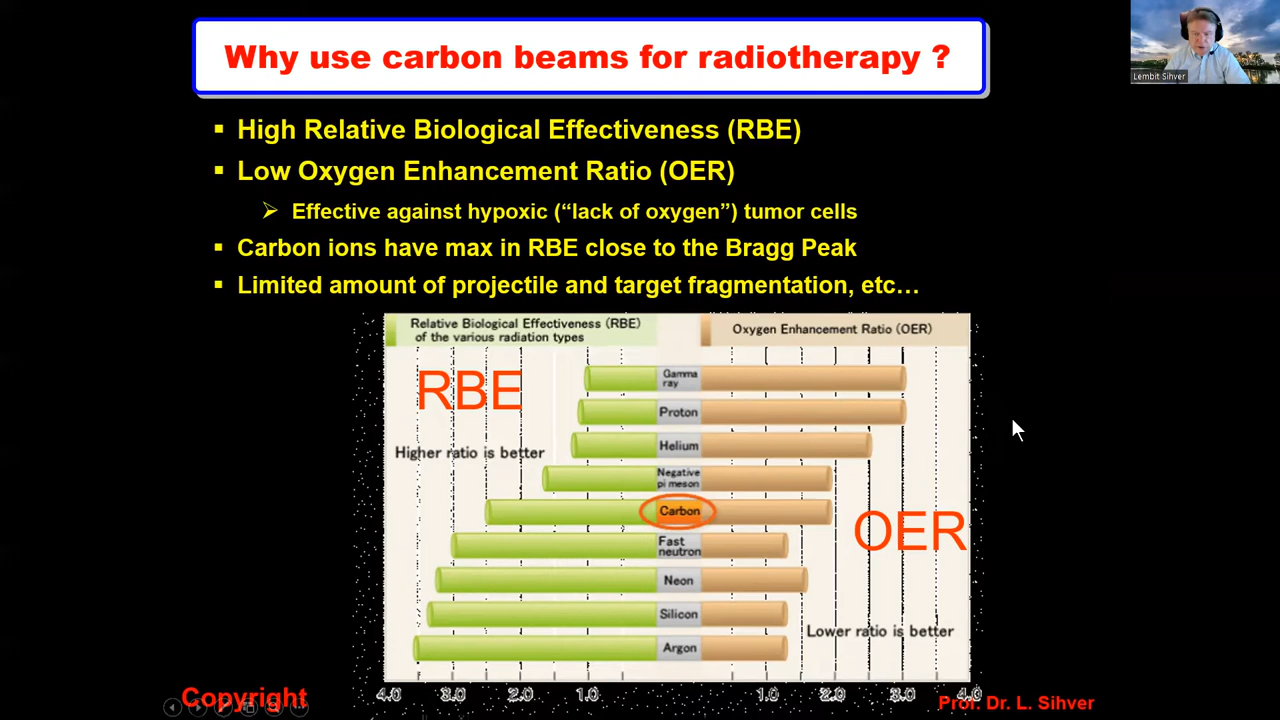 Why use carbon beams for radiotherapy ?
Lembit Sihver
▪ High Relative Biological Effectiveness (RBE)
▪ Low Oxygen Enhancement Ratio (OER)
➢ Effective against hypoxic (“lack of oxygen”) tumor cells
▪ Carbon ions have max in RBE close to the Bragg Peak
▪ Limited amount of projectile and target fragmentation, etc…
Relative Biological Effectiveness (RBE)
of the various radiation types
Oxygen Enhancement Ratio (OER)
RBE
Higher ratio is better
Gamma
ray
Proton
Helium
Negative
pi meson
Carbon
Fast
neutron
Neon
Silicon
Argon
OER
Lower ratio is better
4.0 3.0 2.0 1.0 1.0 2.0 3.0 4.0
Copyright
Prof. Dr. L. Sihver